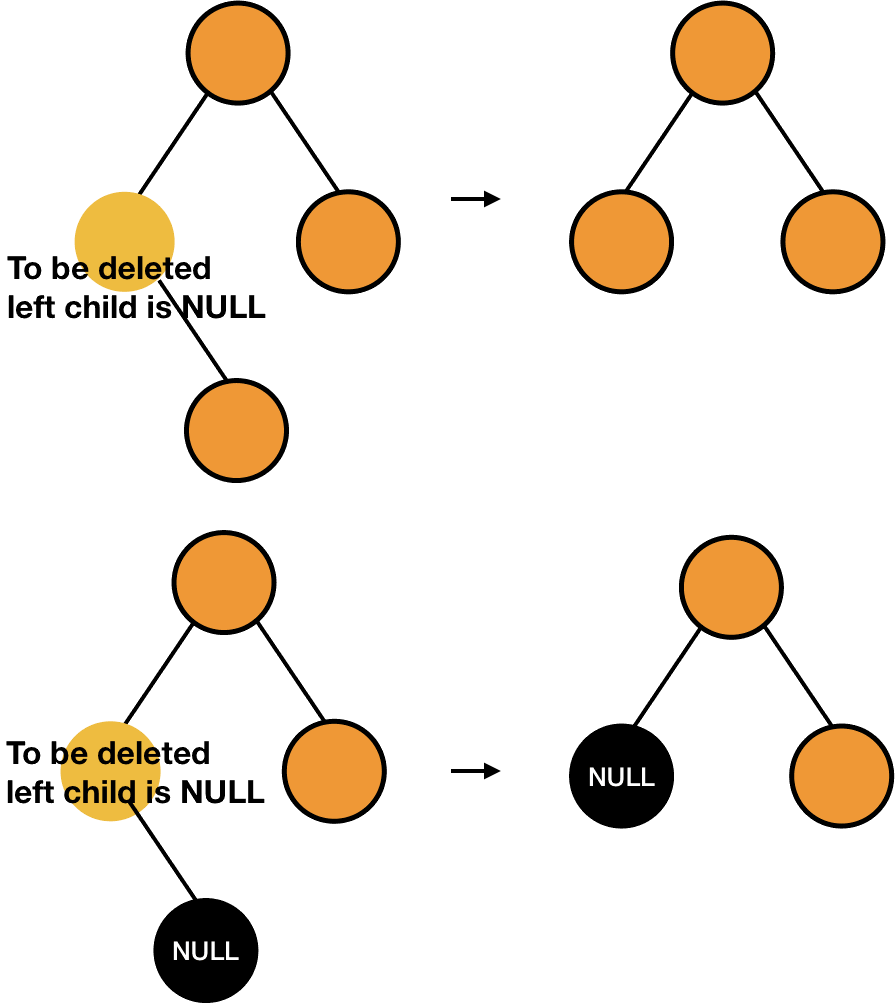 To be deleted
left child is NULL
To be deleted
left child is NULL
NULL
NULL